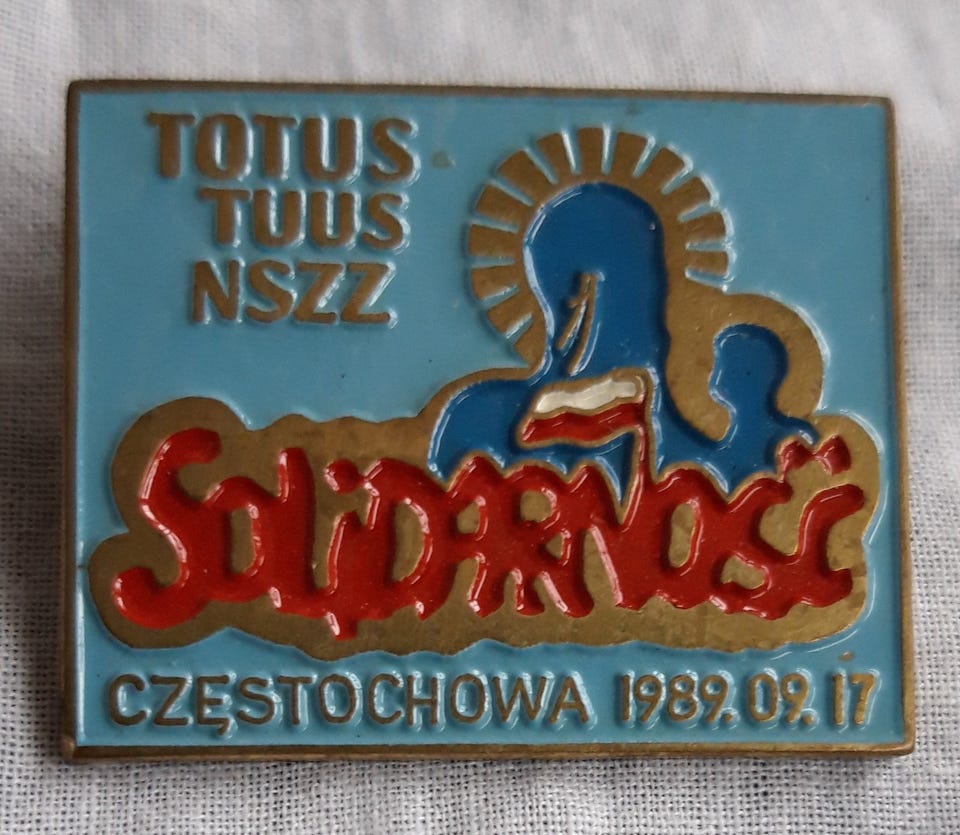 TOTUS
TUUS
NSZZ
SOLIDARNOŚĆ
CZĘSTOCHOWA 1989.09.17